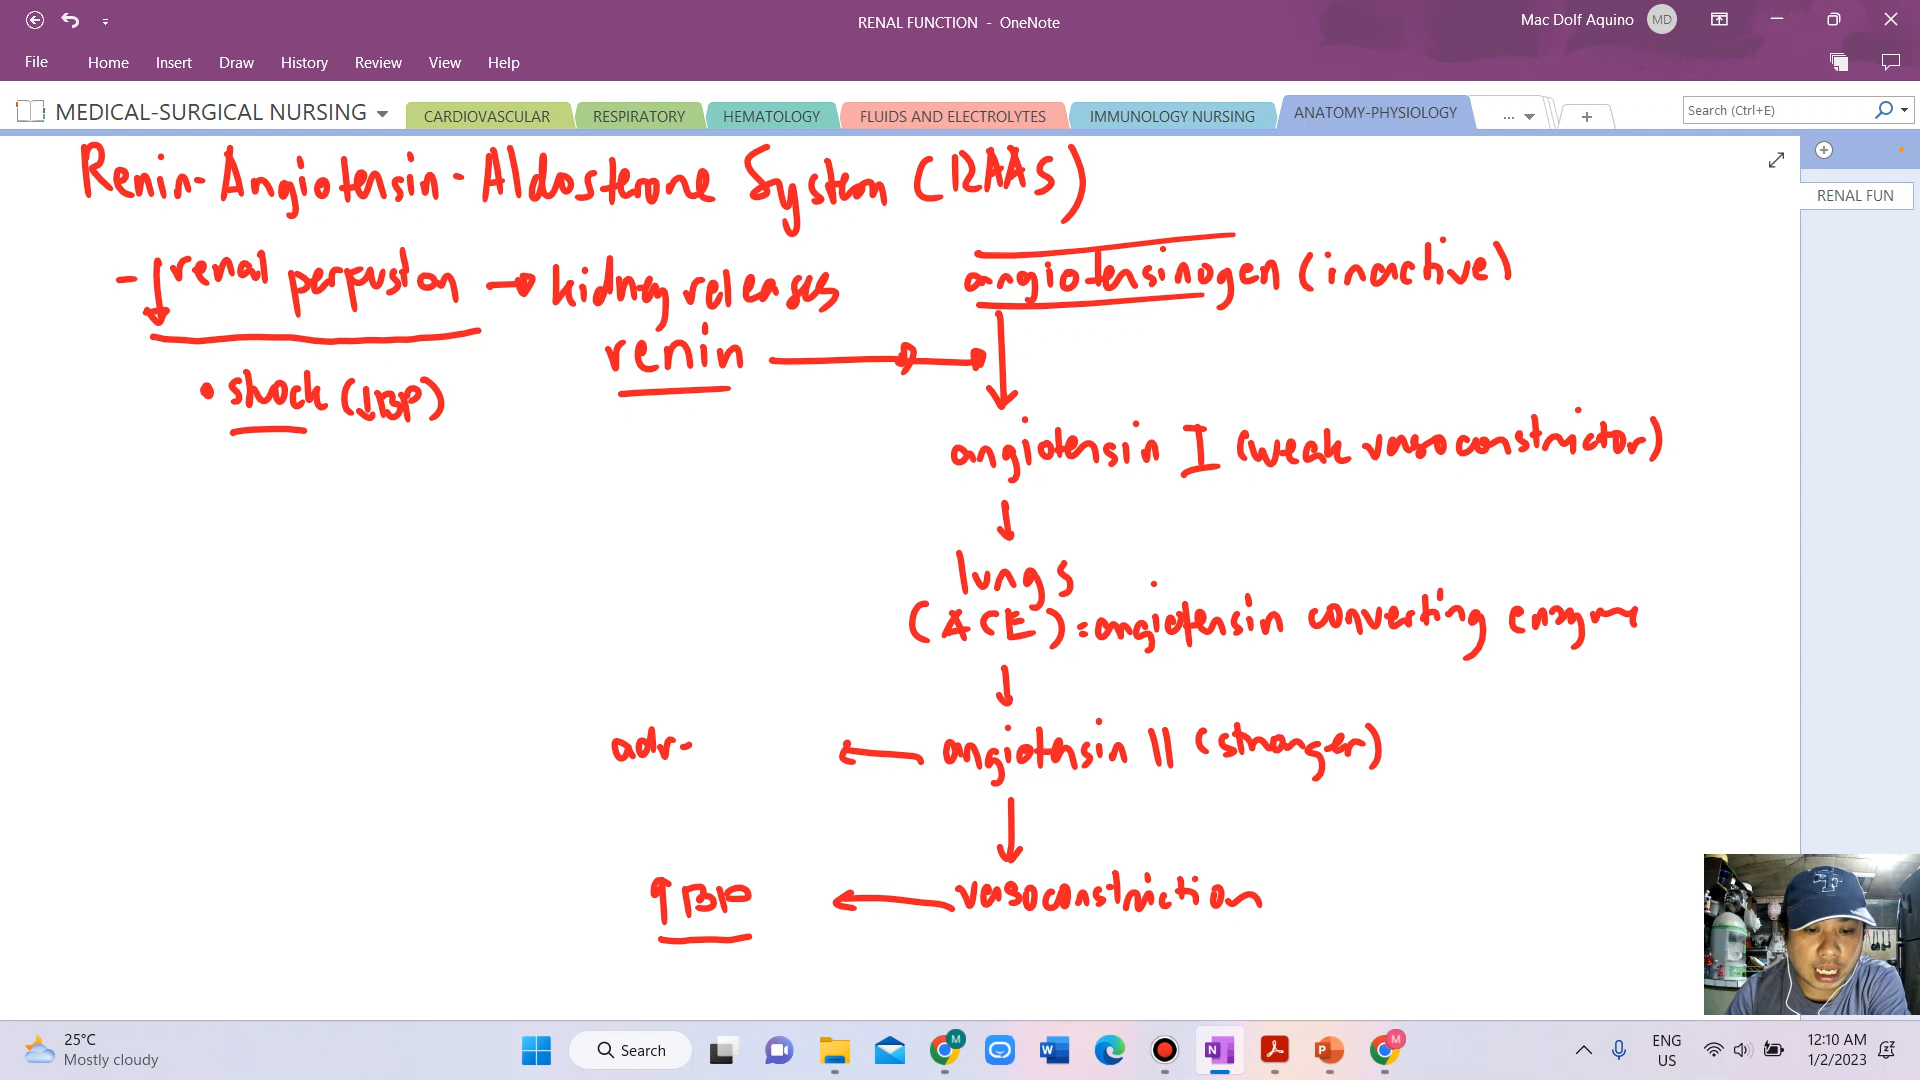 RENAL FUNCTION - OneNote
Mac Dolf Aquino MD
File Home Insert Draw History Review View Help
MEDICAL-SURGICAL NURSING
CARDIOVASCULAR RESPIRATORY HEMATOLOGY FLUIDS AND ELECTROLYTES IMMUNOLOGY NURSING ANATOMY-PHYSIOLOGY ... +
Search (Ctrl+E)
RENAL FUN
Renin-Angiotensin-Aldosterone System (RAAS)
- ↓renal perfusion → kidney releases
renin →
• shock (↓BP)
angiotensinogen (inactive)
↓
angiotensin I (weak vasoconstrictor)
↓
lungs
(ACE) = angiotensin converting enzyme
↓
adr- ← angiotensin II (stronger)
↓
↑BP ← vasoconstriction
25°C
Mostly cloudy
Search
ENG
US
12:10 AM
1/2/2023